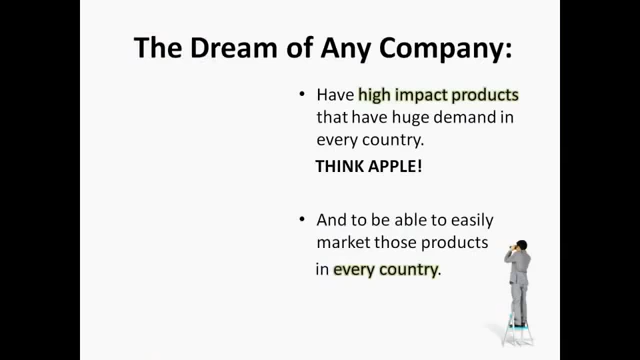 The Dream of Any Company:
• Have high impact products
that have huge demand in
every country.
THINK APPLE!
• And to be able to easily
market those products
in every country.